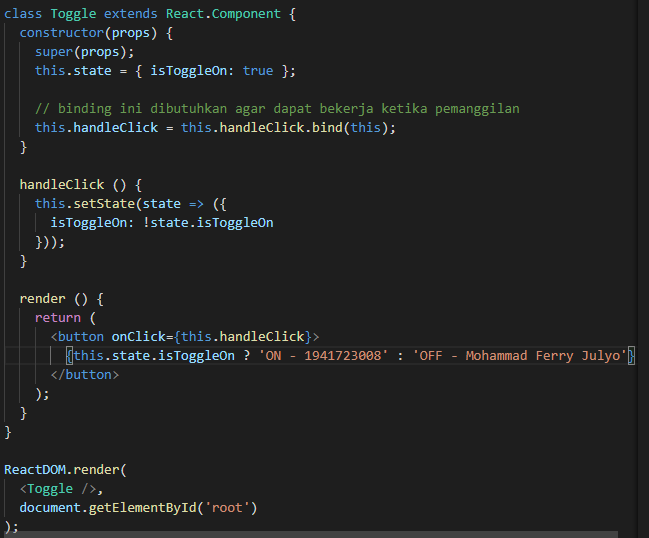 class Toggle extends React.Component {
constructor(props) {
super(props);
this.state = { isToggleOn: true };
// binding ini dibutuhkan agar dapat bekerja ketika pemanggilan
this.handleClick = this.handleClick.bind(this);
}
handleClick () {
this.setState(state => ({
isToggleOn: !state.isToggleOn
}));
}
render () {
return (
<button onClick={this.handleClick}>
{this.state.isToggleOn ? 'ON - 1941723008' : 'OFF - Mohammad Ferry Julyo'}
</button>
);
}
}
ReactDOM.render(
<Toggle />,
document.getElementById('root')
);